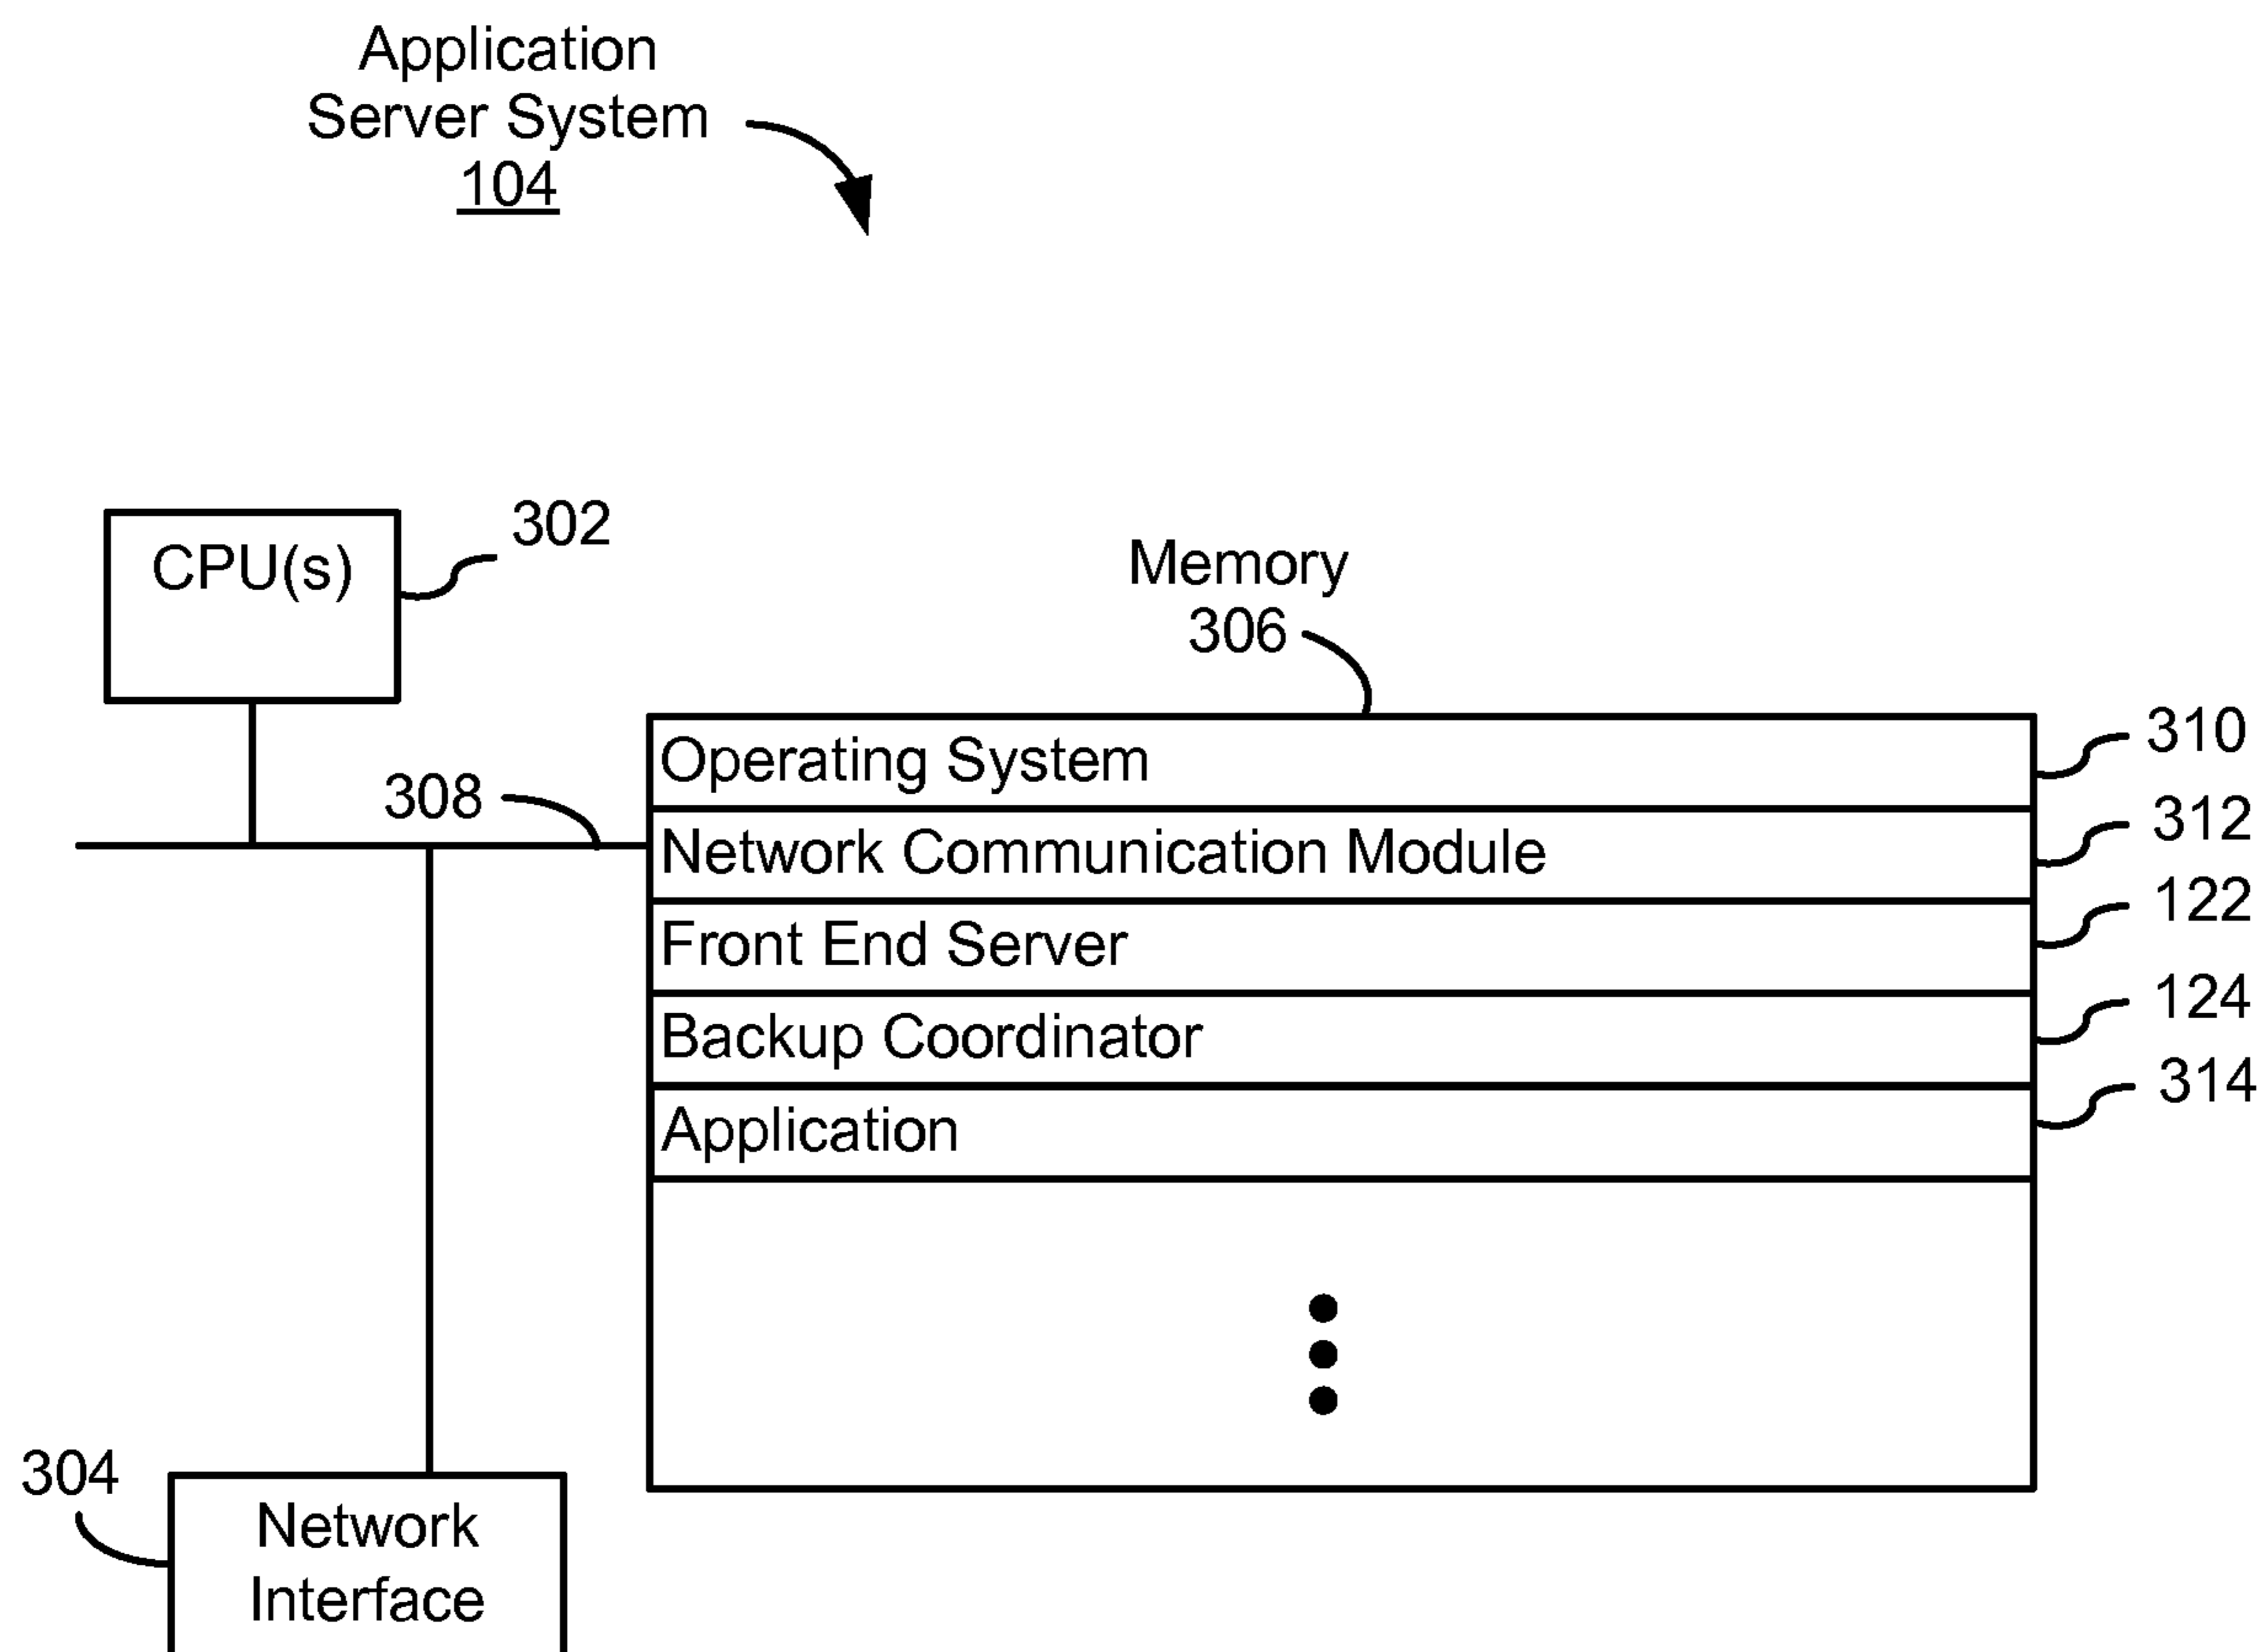 Application
Server System
104
302
CPU(s)
Memory
306
310
Operating System
308
312
Network Communication Module
122
Front End Server
124
Backup Coordinator
314
Application
304
Network
Interface